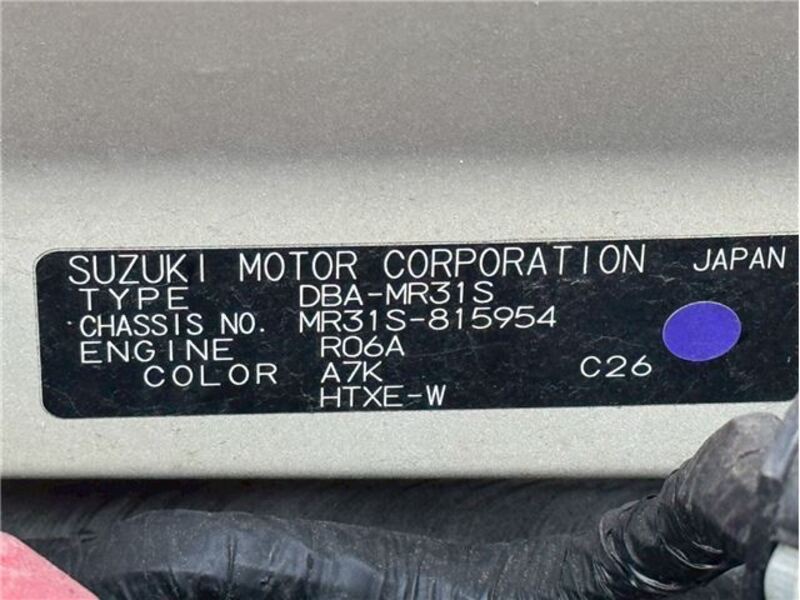 SUZUKI MOTOR CORPORATION JAPAN
TYPE DBA-MR31S
CHASSIS NO. MR31S-815954
ENGINE R06A
COLOR A7K C26
HTXE-W